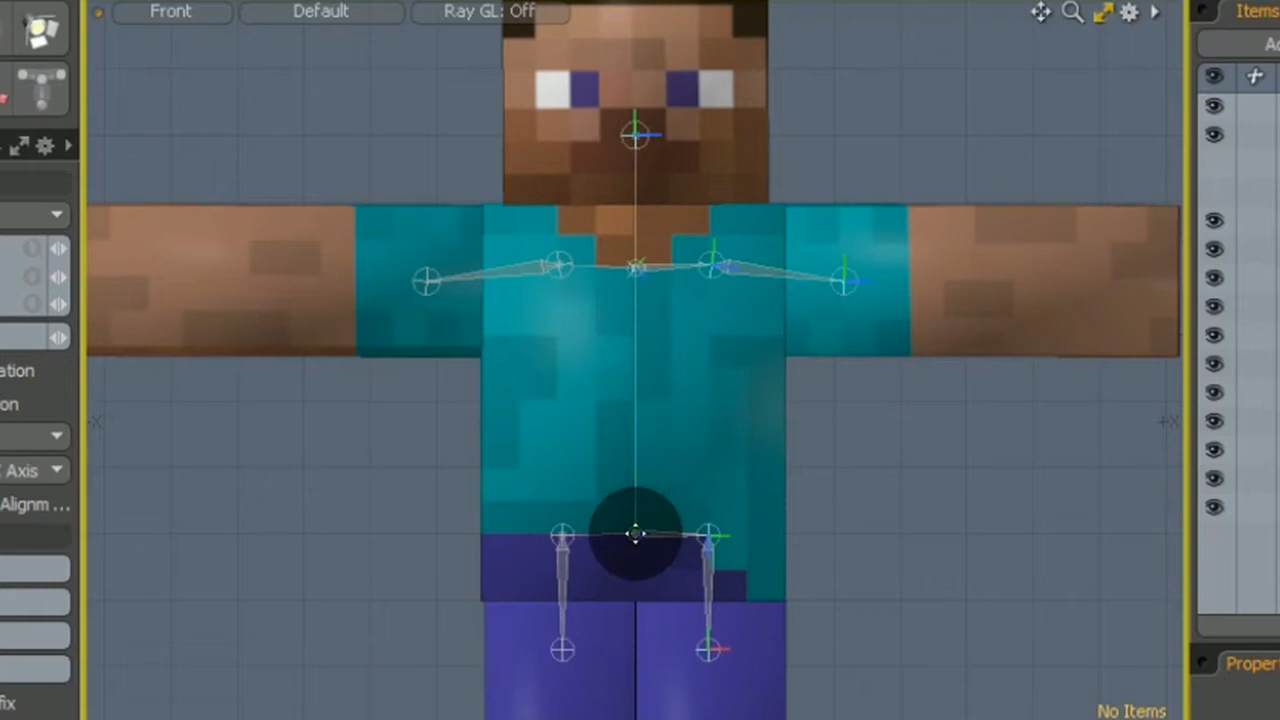 Front Default Ray GL: Off
Items
ation
on
Axis
Alignm ...
fix
-X
+X
No Items
Proper